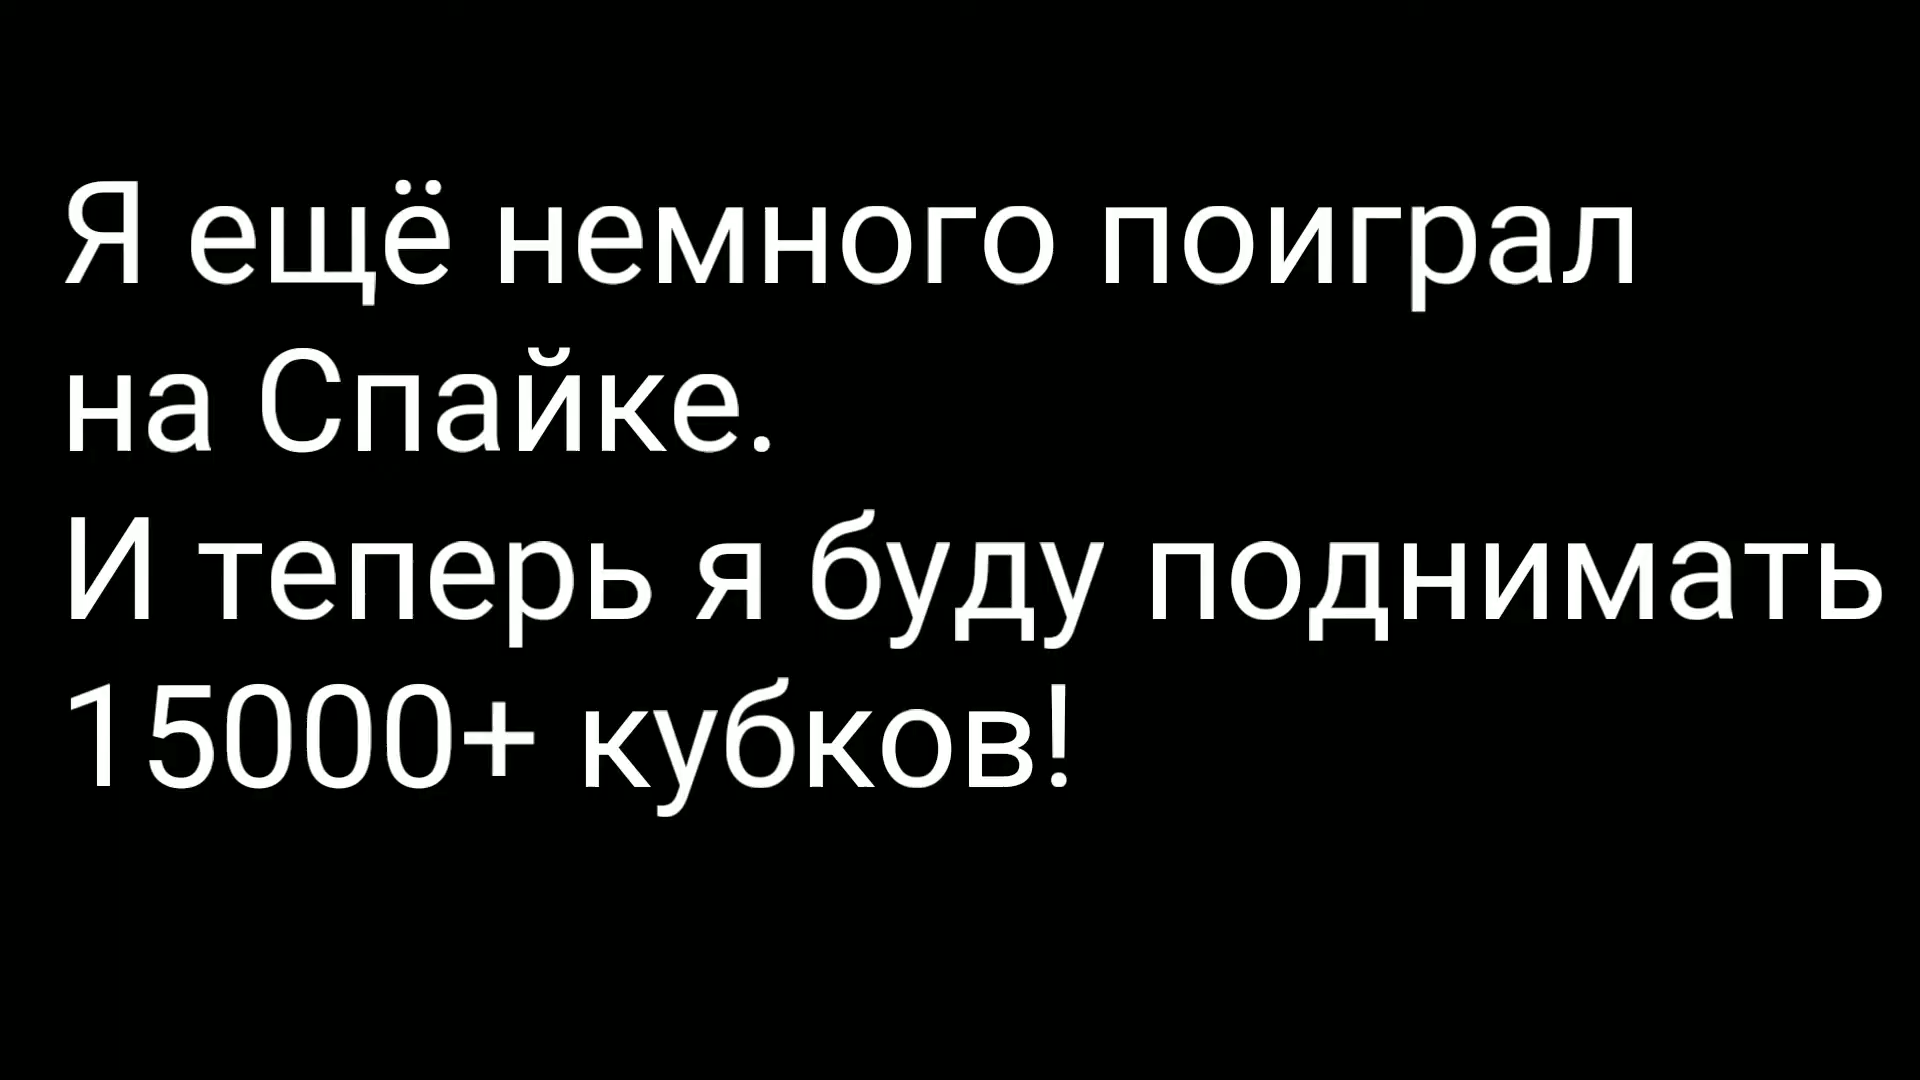 Я ещё немного поиграл
на Спайке.
И теперь я буду поднимать
15000+ кубков!